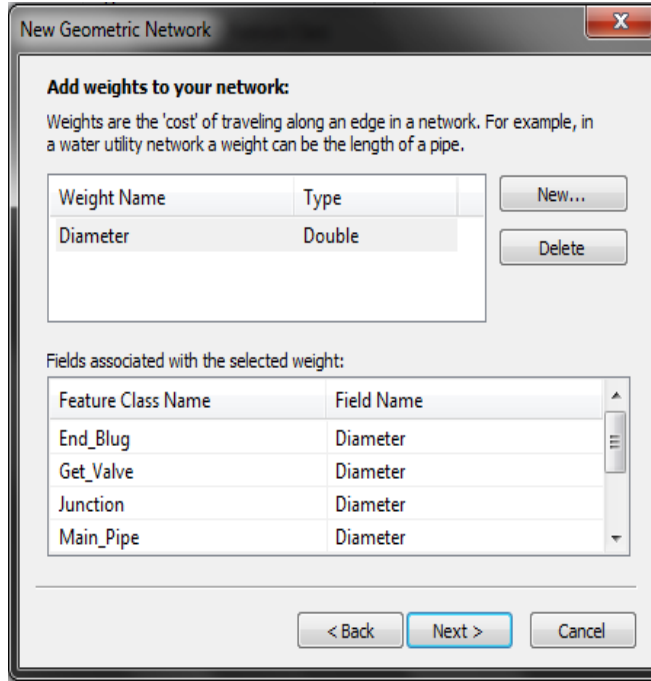 New Geometric Network
Add weights to your network:
Weights are the 'cost' of traveling along an edge in a network. For example, in
a water utility network a weight can be the length of a pipe.
Weight Name Type
New...
Diameter Double
Delete
Fields associated with the selected weight:
Feature Class Name Field Name
End_Blug Diameter
Get_Valve Diameter
Junction Diameter
Main_Pipe Diameter
< Back Next > Cancel